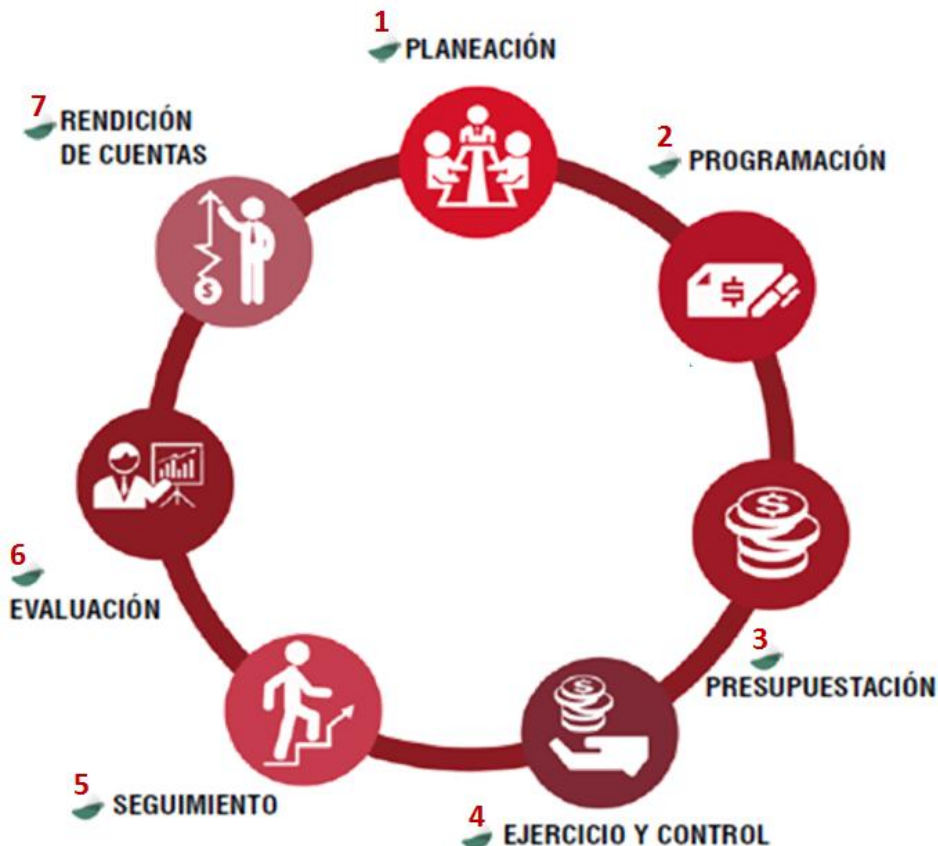 1
PLANEACIÓN
2
PROGRAMACIÓN
3
PRESUPUESTACIÓN
4
EJERCICIO Y CONTROL
5
SEGUIMIENTO
6
EVALUACIÓN
7
RENDICIÓN
DE CUENTAS
$
$
$
$